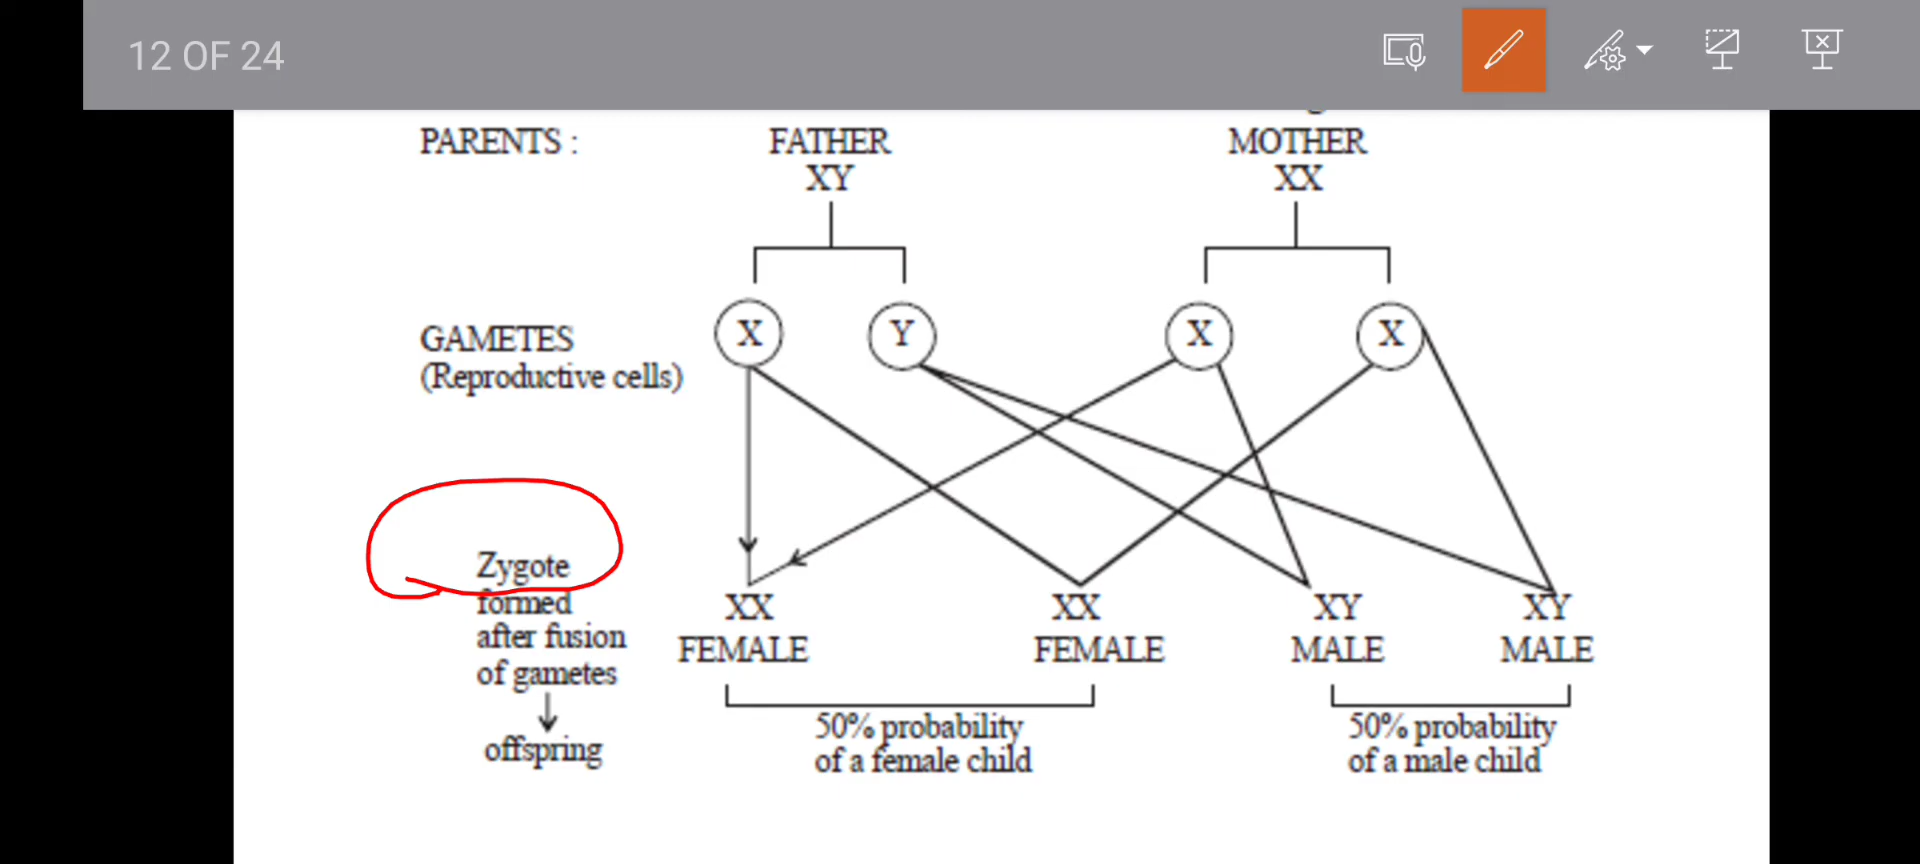 12 OF 24
PARENTS : FATHER MOTHER
XY XX
X Y X X
GAMETES
(Reproductive cells)
Zygote
formed
after fusion
of gametes
offspring
XX XX XY XY
FEMALE FEMALE MALE MALE
50% probability
of a female child
50% probability
of a male child